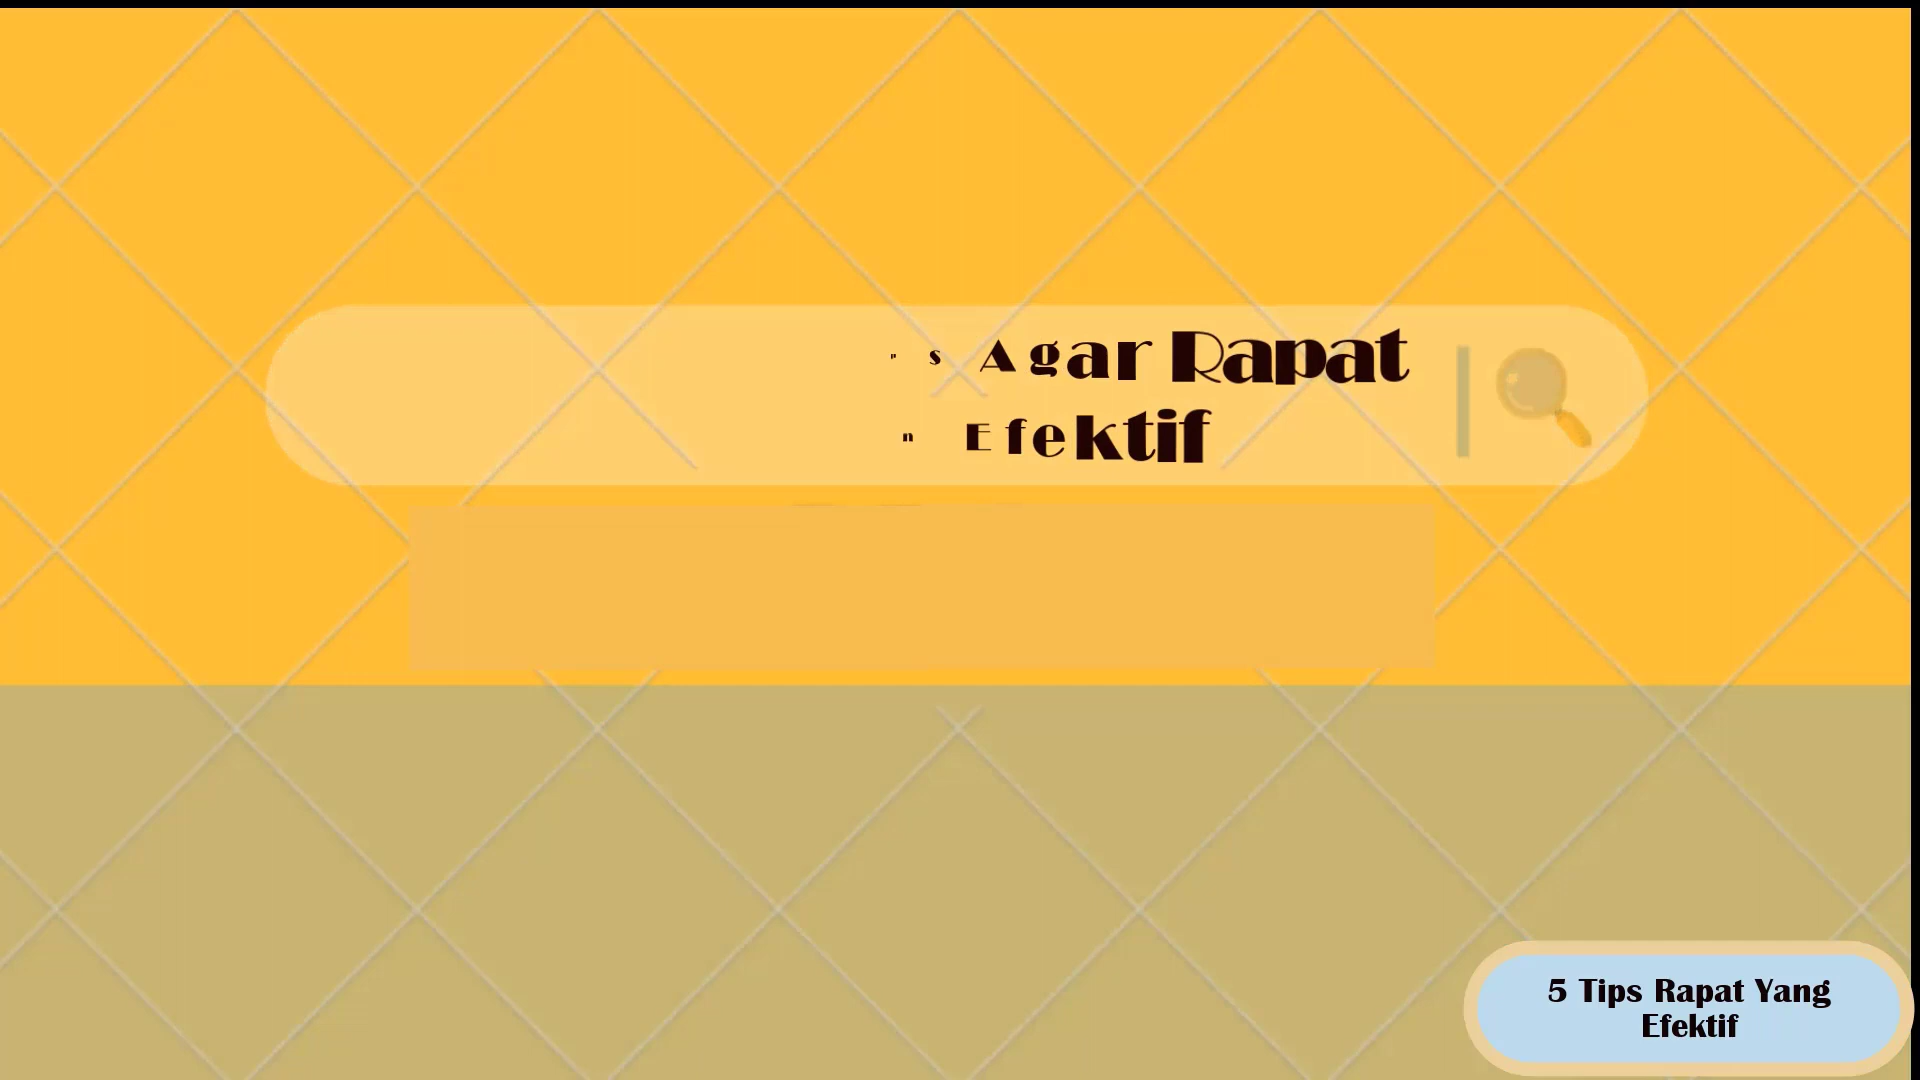 p s Agar Rapat
n Efektif
5 Tips Rapat Yang
Efektif